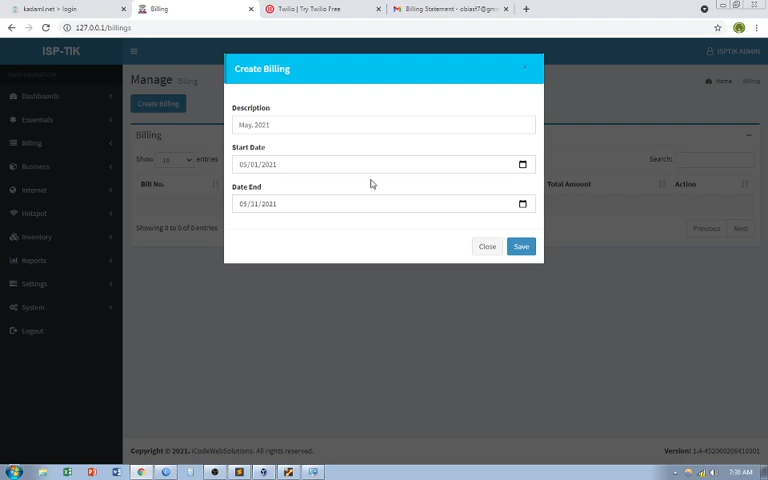 kadaml.net > login
Billing
Twilio | Try Twilio Free
Billing Statement - obiasf7@gm
127.0.0.1/billings
ISP-TIK
ISPTIK ADMIN
Manage Billing
Home - Billing
Create Billing
Dashboards
Essentials
Billing
Business
Internet
Hotspot
Inventory
Reports
Settings
System
Logout
Billing
Show 10 entries
Search:
Bill No.
Total Amount
Action
Showing 0 to 0 of 0 entries
Previous
Next
Create Billing
×
Description
May, 2021
Start Date
05/01/2021
Date End
05/31/2021
Close
Save
Copyright © 2021. iCodeWebSolutions. All rights reserved.
Version: 1.4-452002006410301
7:30 AM